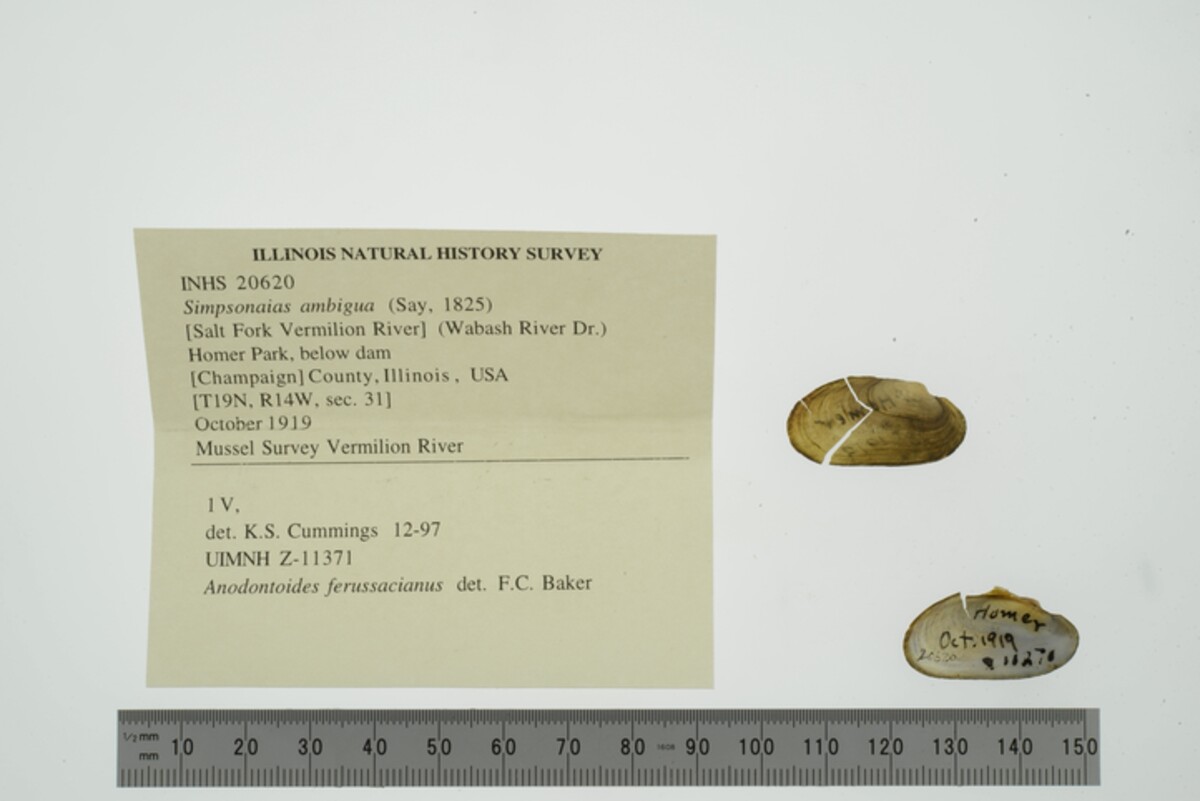 ILLINOIS NATURAL HISTORY SURVEY
INHS 20620
Simpsonaias ambigua (Say, 1825)
[Salt Fork Vermilion River] (Wabash River Dr.)
Homer Park, below dam
[Champaign] County, Illinois, USA
[T19N, R14W, sec. 31]
October 1919
Mussel Survey Vermilion River
1 V,
det. K.S. Cummings 12-97
UIMNH Z-11371
Anodontoides ferussacianus det. F.C. Baker
Homer
Oct. 1919
20620
1/2 mm
mm
10 20 30 40 50 60 70 80 90 100 110 120 130 140 150